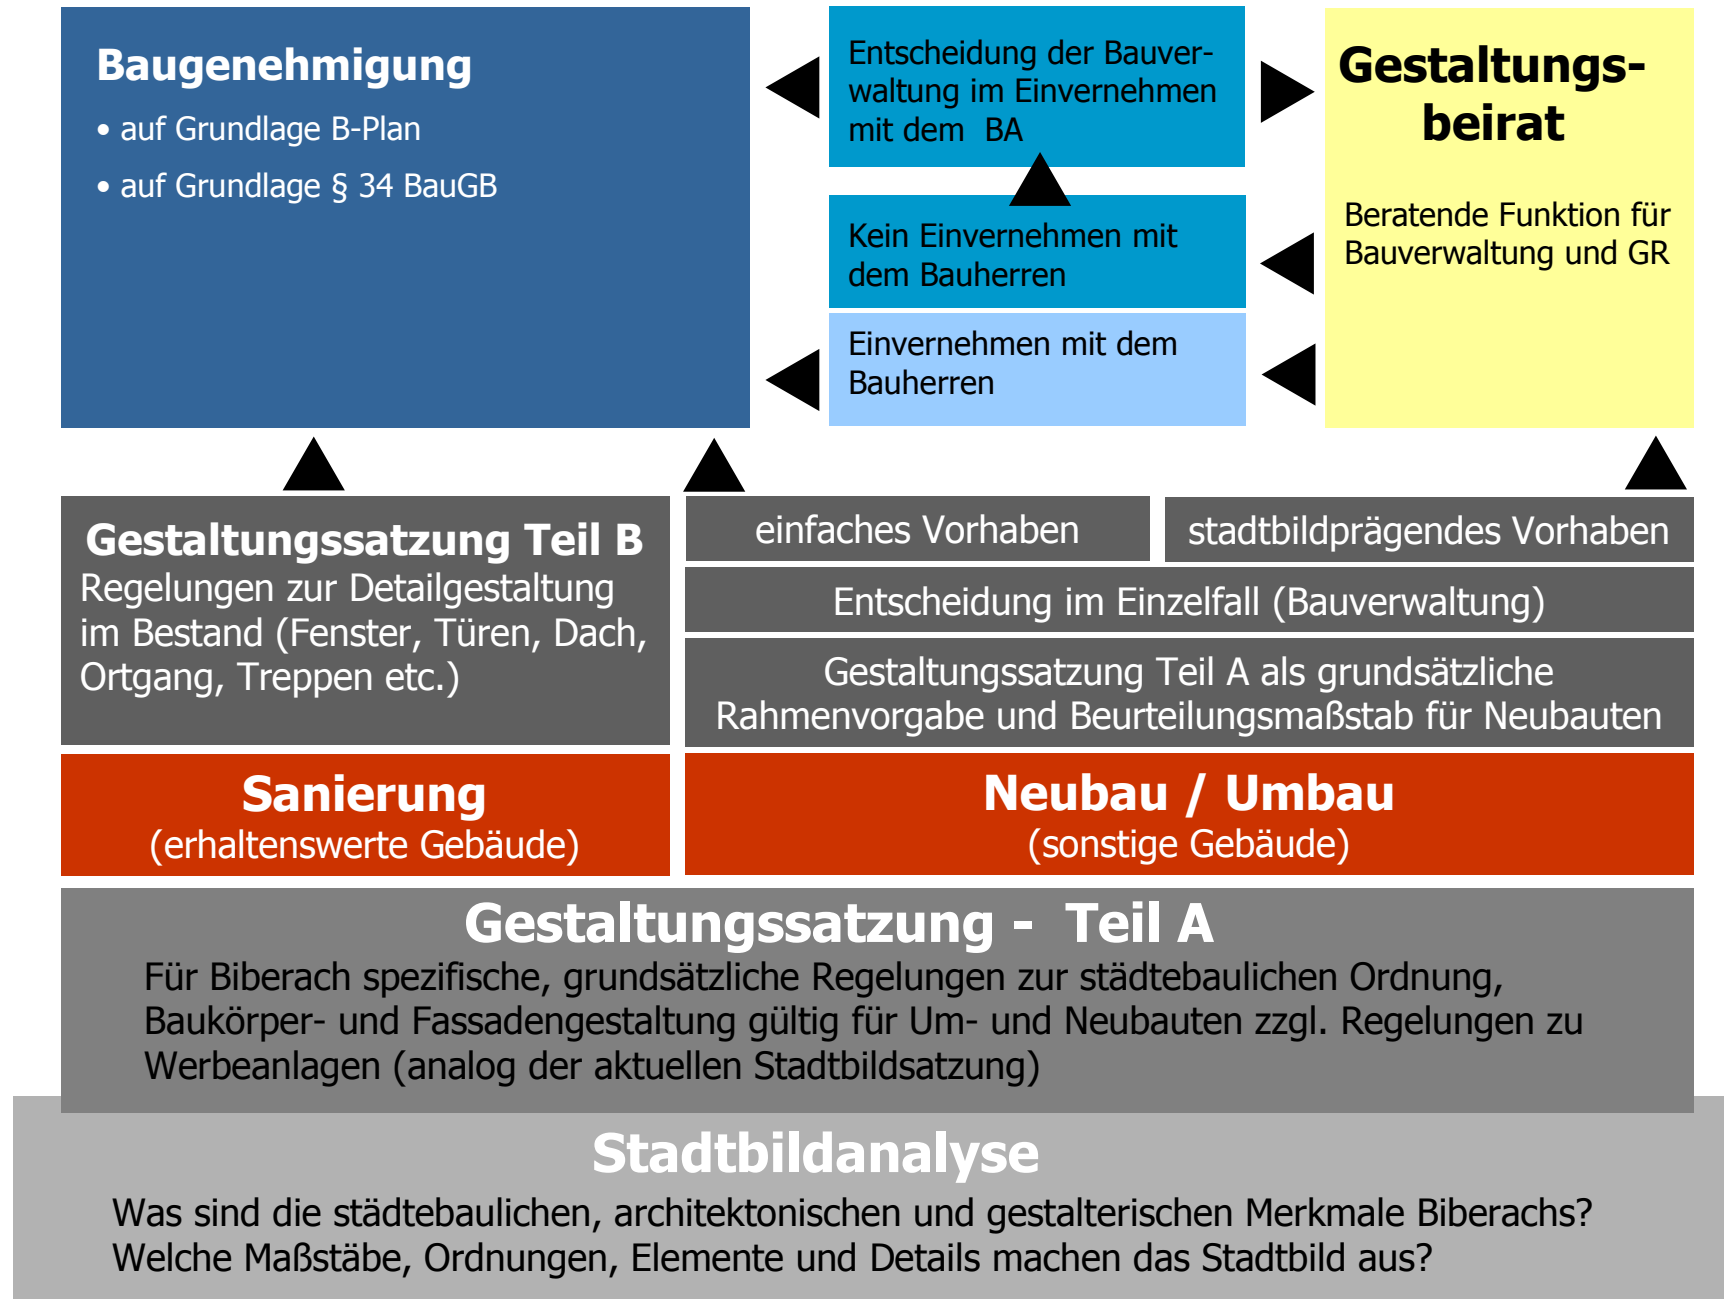 Baugenehmigung
• auf Grundlage B-Plan
• auf Grundlage § 34 BauGB
Entscheidung der Bauver-
waltung im Einvernehmen
mit dem BA
Kein Einvernehmen mit
dem Bauherren
Einvernehmen mit dem
Bauherren
Gestaltungs-
beirat
Beratende Funktion für
Bauverwaltung und GR
Gestaltungssatzung Teil B
Regelungen zur Detailgestaltung
im Bestand (Fenster, Türen, Dach,
Ortgang, Treppen etc.)
einfaches Vorhaben
stadtbildprägendes Vorhaben
Entscheidung im Einzelfall (Bauverwaltung)
Gestaltungssatzung Teil A als grundsätzliche
Rahmenvorgabe und Beurteilungsmaßstab für Neubauten
Sanierung
(erhaltenswerte Gebäude)
Neubau / Umbau
(sonstige Gebäude)
Gestaltungssatzung - Teil A
Für Biberach spezifische, grundsätzliche Regelungen zur städtebaulichen Ordnung,
Baukörper- und Fassadengestaltung gültig für Um- und Neubauten zzgl. Regelungen zu
Werbeanlagen (analog der aktuellen Stadtbildsatzung)
Stadtbildanalyse
Was sind die städtebaulichen, architektonischen und gestalterischen Merkmale Biberachs?
Welche Maßstäbe, Ordnungen, Elemente und Details machen das Stadtbild aus?